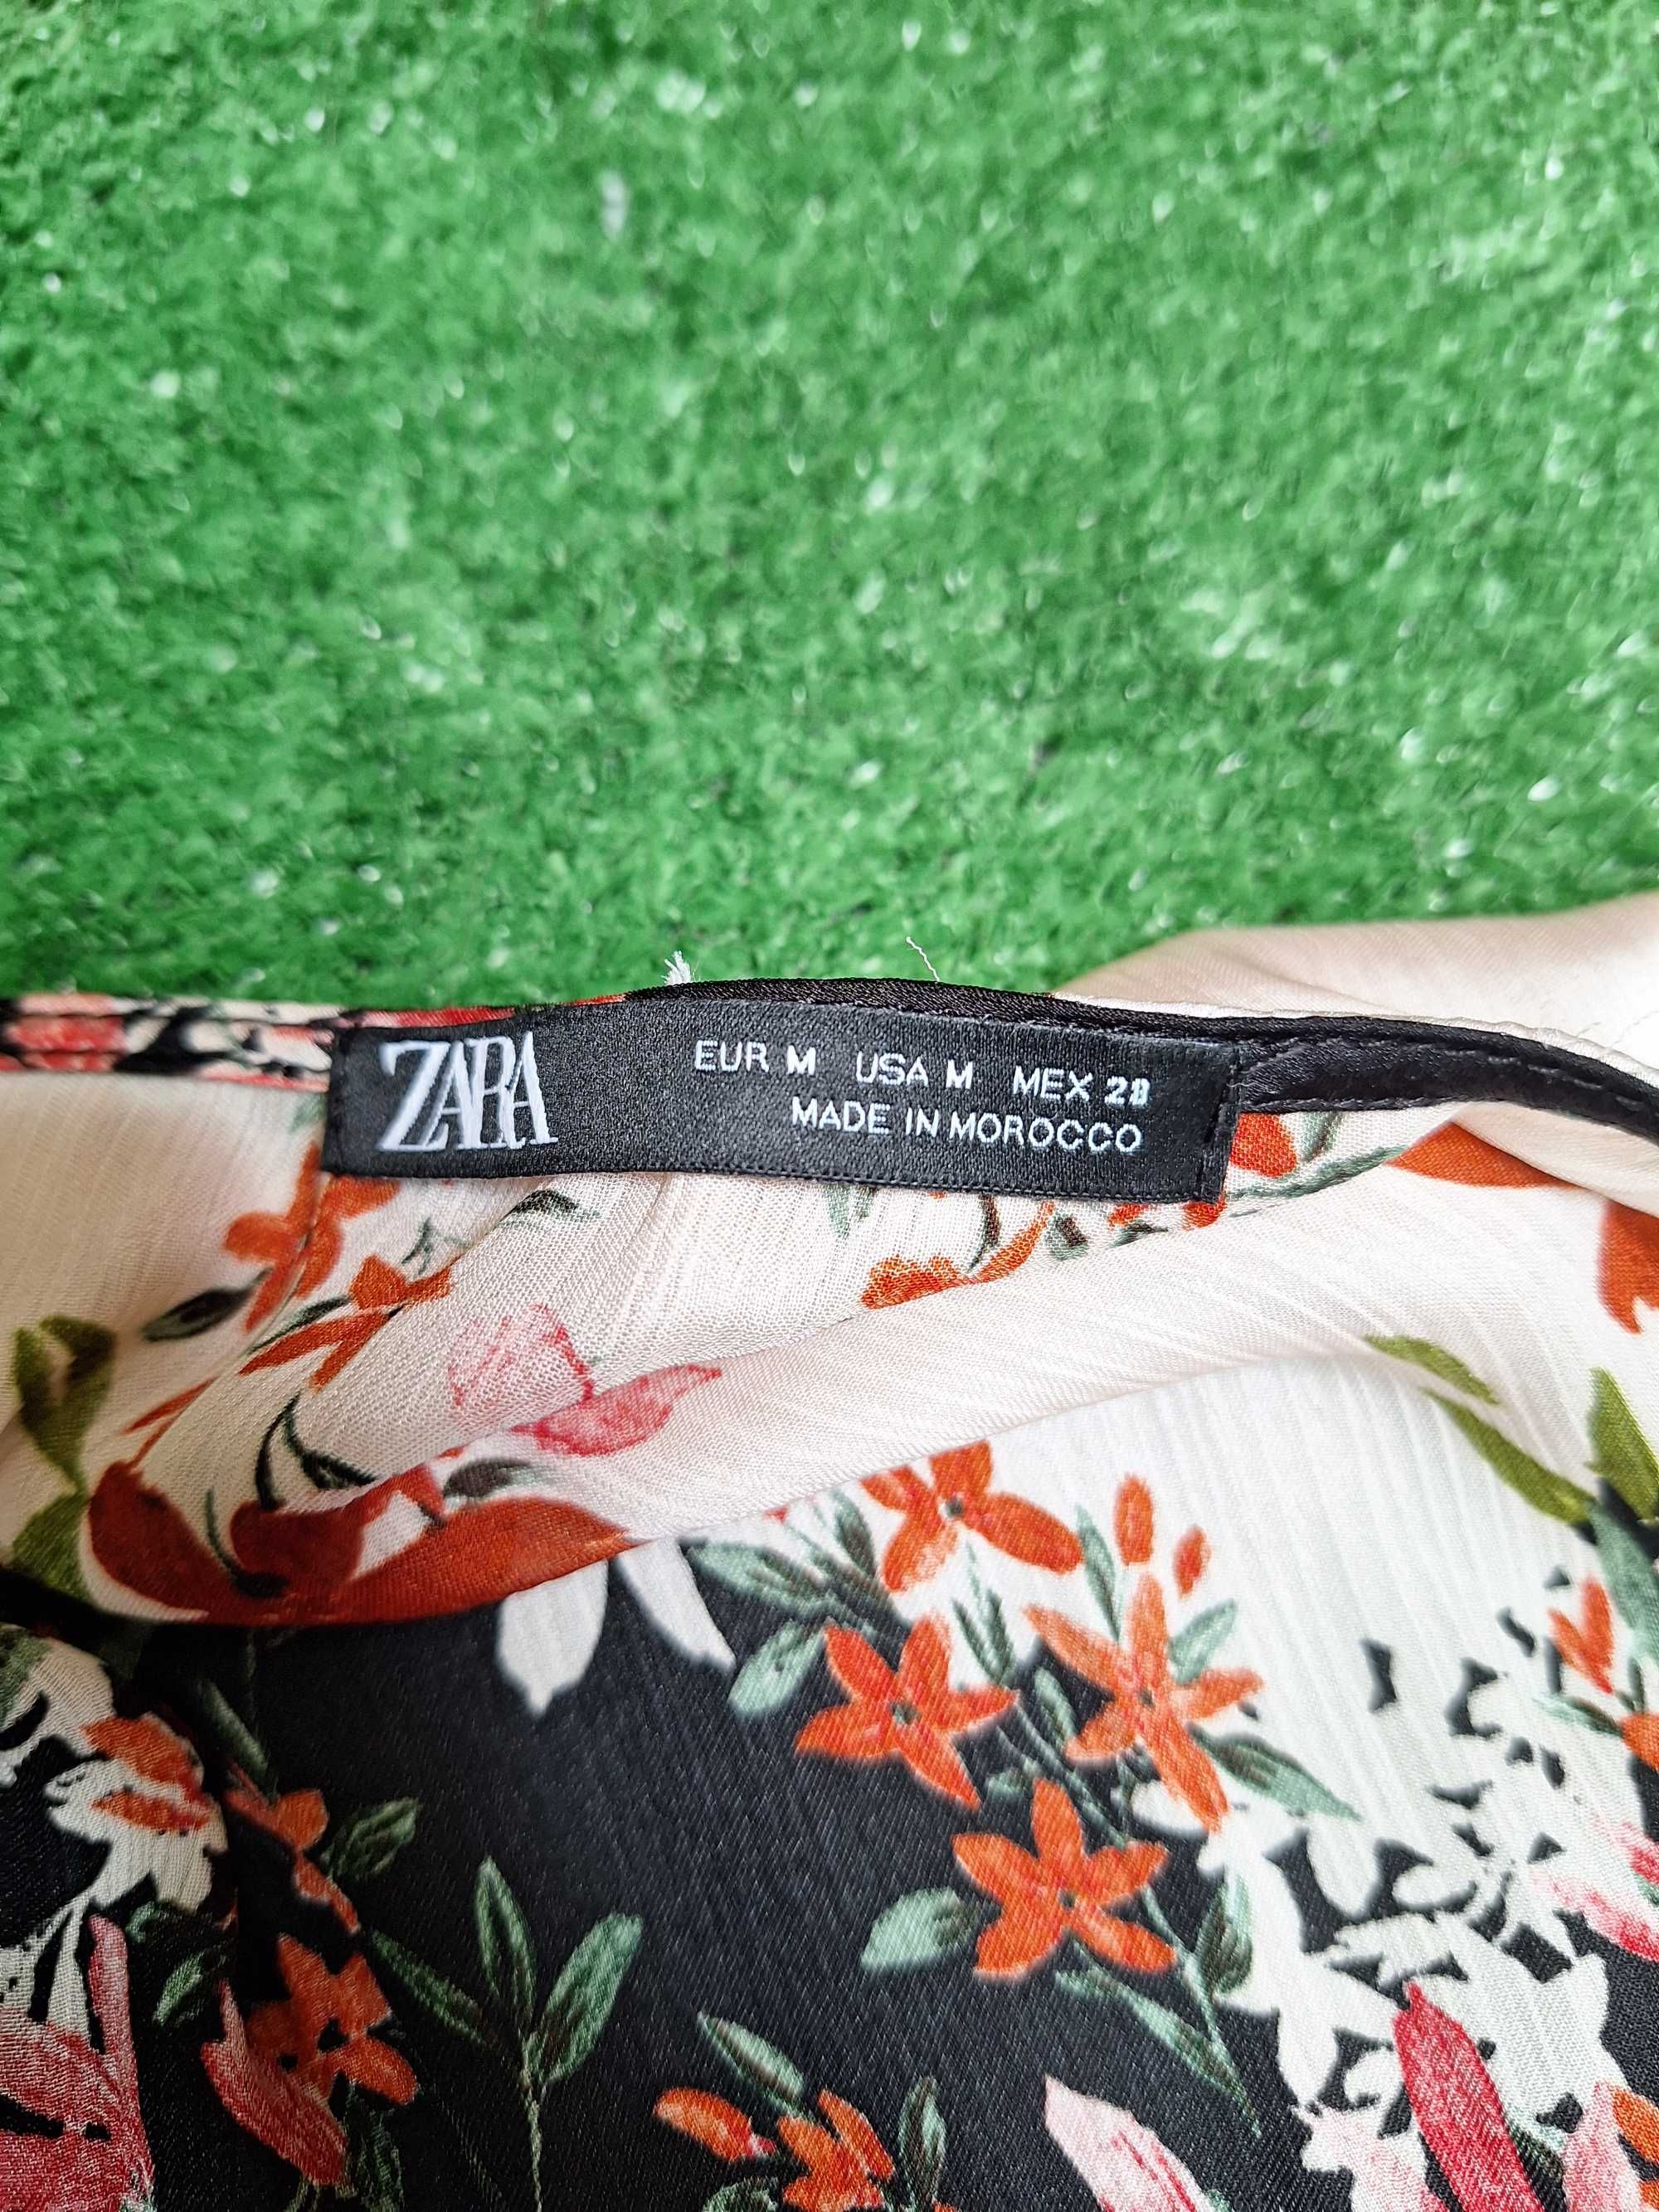 ZARA
EUR M USA M MEX 28
MADE IN MOROCCO